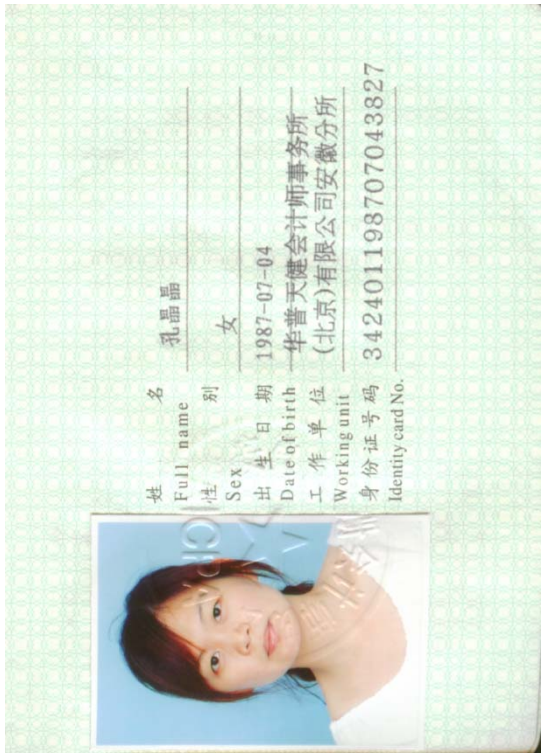 姓 名 孔晶晶
Full name
性 别 女
Sex
出 生 日 期 1987-07-04
Date of birth
工 作 单 位 华普天健会计师事务所
Working unit (北京)有限公司安徽分所
身份证号码 342401198707043827
Identity card No.